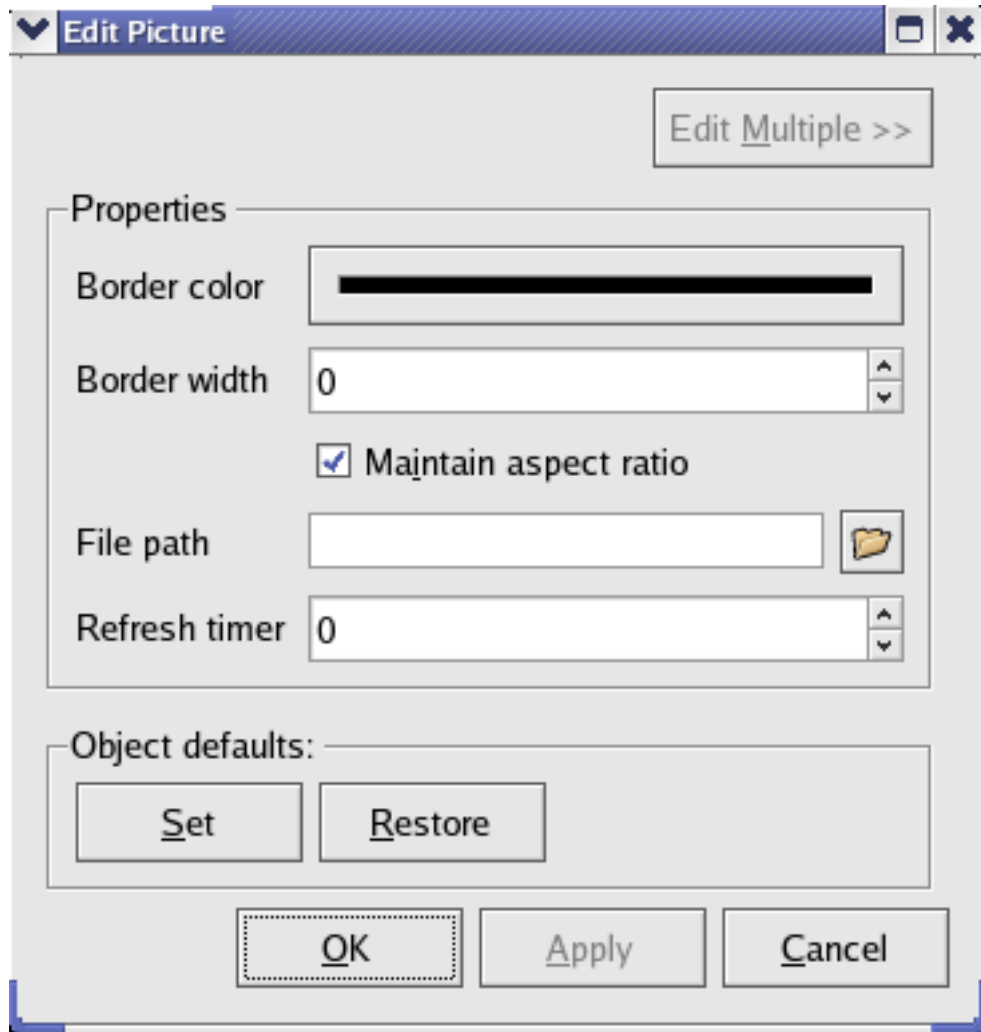 Edit Picture
Edit Multiple >>
Properties
Border color
Border width 0
Maintain aspect ratio
File path
Refresh timer 0
Object defaults:
Set Restore
OK Apply Cancel